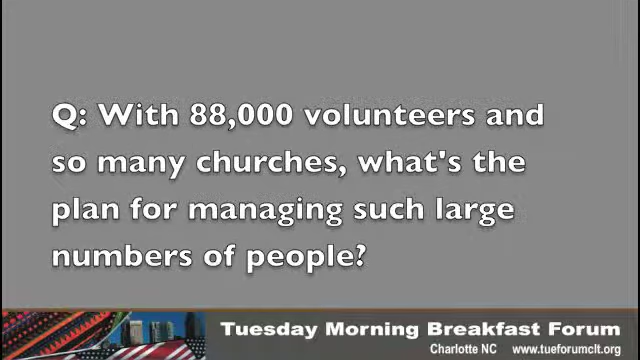 Q: With 88,000 volunteers and
so many churches, what's the
plan for managing such large
numbers of people?
Tuesday Morning Breakfast Forum
Charlotte NC www.tueforumclt.org